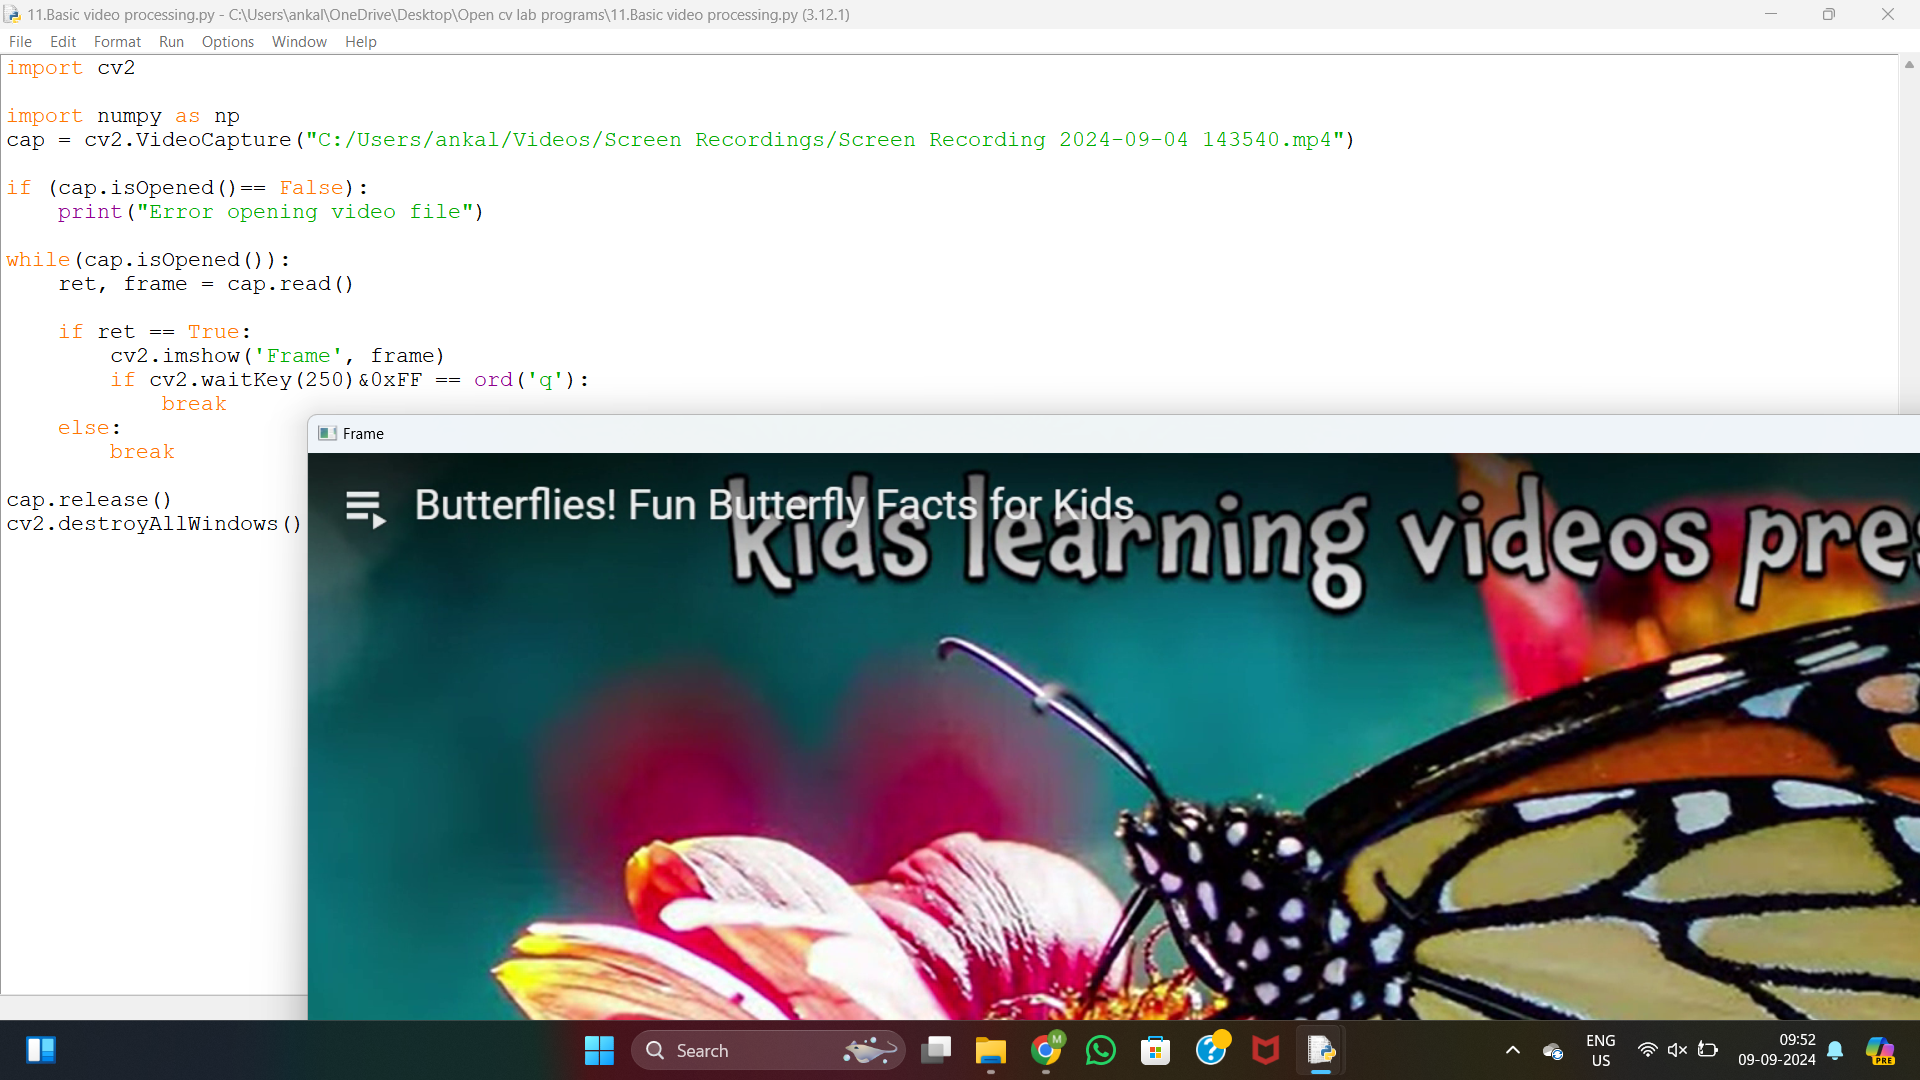 11.Basic video processing.py - C:\Users\ankal\OneDrive\Desktop\Open cv lab programs\11.Basic video processing.py (3.12.1)
File Edit Format Run Options Window Help
import cv2
import numpy as np
cap = cv2.VideoCapture("C:/Users/ankal/Videos/Screen Recordings/Screen Recording 2024-09-04 143540.mp4")
if (cap.isOpened()== False):
    print("Error opening video file")
while(cap.isOpened()):
    ret, frame = cap.read()
    if ret == True:
        cv2.imshow('Frame', frame)
        if cv2.waitKey(250)&0xFF == ord('q'):
            break
    else:
        break
cap.release()
cv2.destroyAllWindows()
Frame
Butterflies! Fun Butterfly Facts for Kids
kids learning videos pres
Search
M
ENG
US
09:52
09-09-2024
PRE